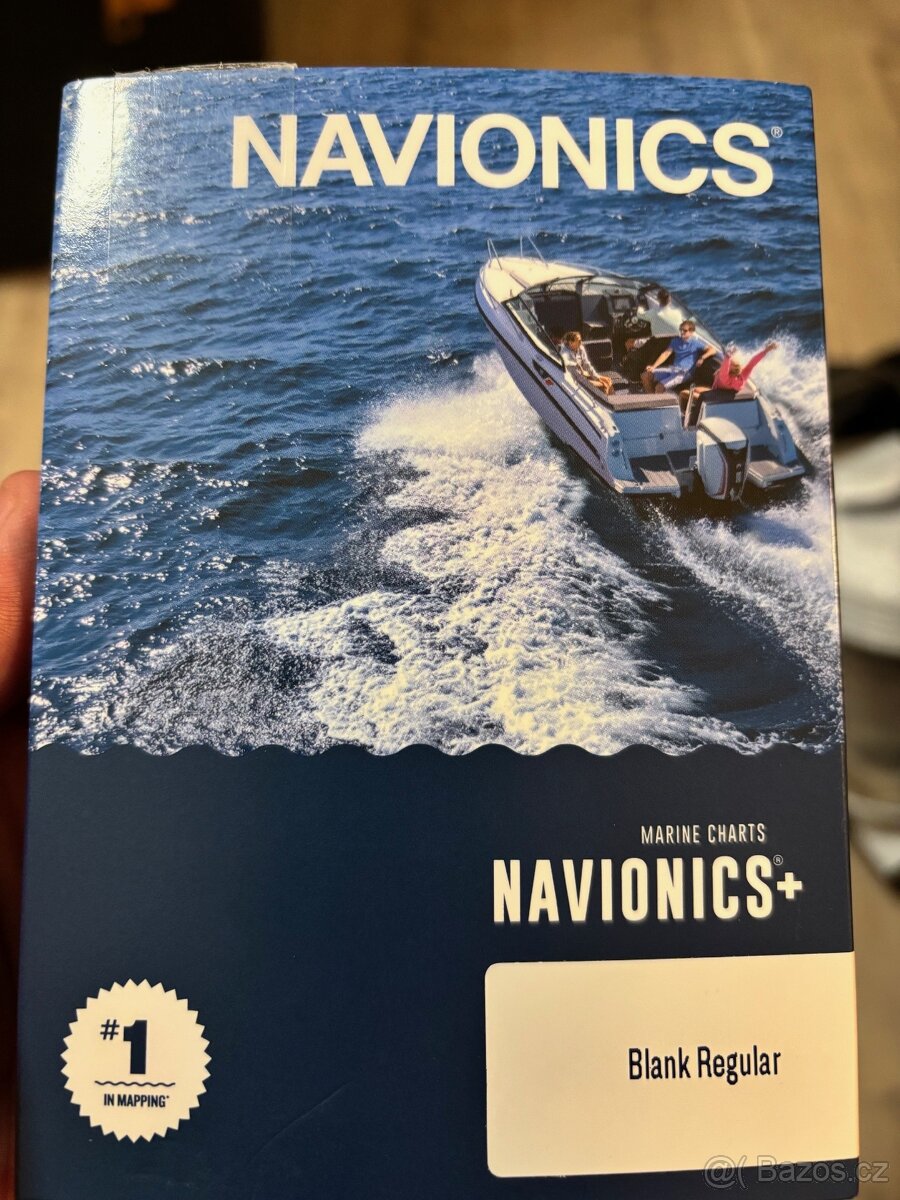 NAVIONICS®
MARINE CHARTS
NAVIONICS®+
#1
IN MAPPING*
Blank Regular
@( Bazos.cz